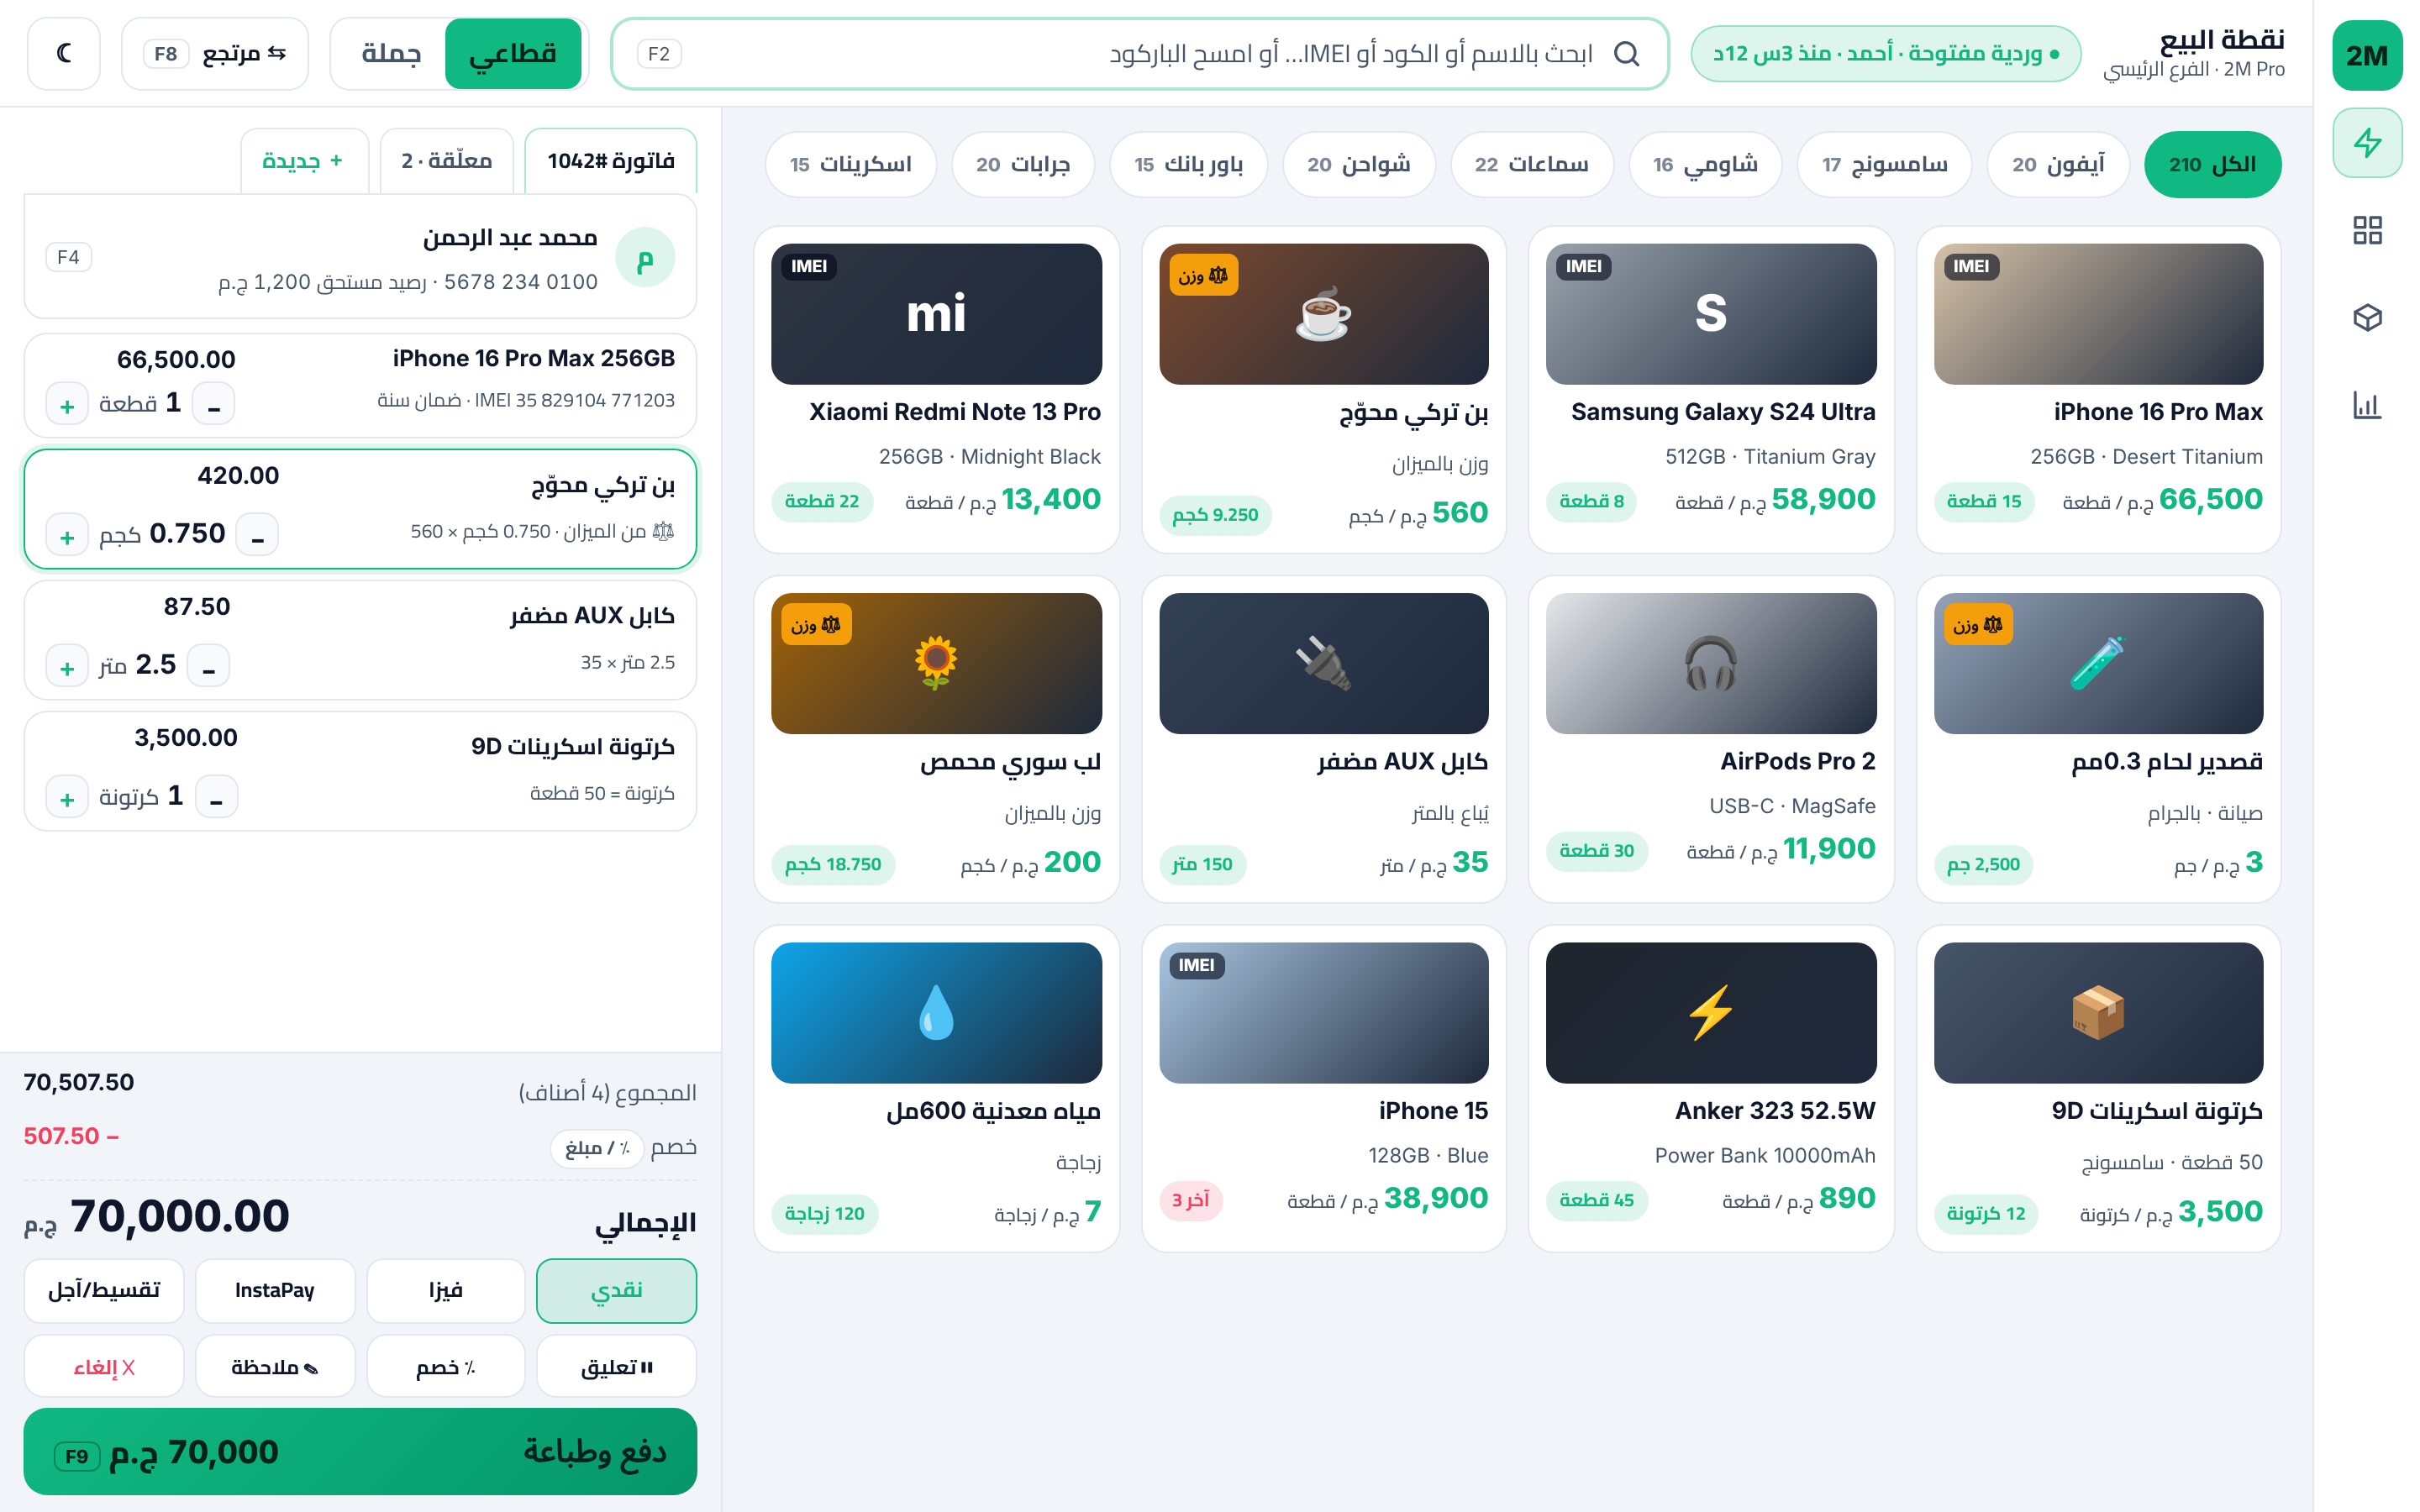 2M
نقطة البيع
2M Pro · الفرع الرئيسي
● وردية مفتوحة · أحمد · منذ 3س 12د
ابحث بالاسم أو الكود أو IMEI... أو امسح الباركود
F2
قطاعي
جملة
⇆ مرتجع F8
الكل 210
آيفون 20
سامسونج 17
شاومي 16
سماعات 22
شواحن 20
باور بانك 15
جرابات 20
اسكرينات 15
IMEI
iPhone 16 Pro Max
256GB · Desert Titanium
66,500 ج.م / قطعة
15 قطعة
IMEI
S
Samsung Galaxy S24 Ultra
512GB · Titanium Gray
58,900 ج.م / قطعة
8 قطعة
⚖ وزن
بن تركي محوّج
وزن بالميزان
560 ج.م / كجم
9.250 كجم
IMEI
mi
Xiaomi Redmi Note 13 Pro
256GB · Midnight Black
13,400 ج.م / قطعة
22 قطعة
⚖ وزن
قصدير لحام 0.3مم
صيانة · بالجرام
3 ج.م / جم
2,500 جم
AirPods Pro 2
USB-C · MagSafe
11,900 ج.م / قطعة
30 قطعة
كابل AUX مضفر
يُباع بالمتر
35 ج.م / متر
150 متر
⚖ وزن
لب سوري محمص
وزن بالميزان
200 ج.م / كجم
18.750 كجم
كرتونة اسكرينات 9D
50 قطعة · سامسونج
3,500 ج.م / كرتونة
12 كرتونة
Anker 323 52.5W
Power Bank 10000mAh
890 ج.م / قطعة
45 قطعة
IMEI
iPhone 15
128GB · Blue
38,900 ج.م / قطعة
آخر 3
مياه معدنية 600مل
زجاجة
7 ج.م / زجاجة
120 زجاجة
فاتورة #1042
معلّقة · 2
+ جديدة
م
محمد عبد الرحمن
0100 234 5678 · رصيد مستحق 1,200 ج.م
F4
iPhone 16 Pro Max 256GB
66,500.00
IMEI 35 829104 771203 · ضمان سنة
− 1 قطعة +
بن تركي محوّج
420.00
⚖ من الميزان · 0.750 كجم × 560
− 0.750 كجم +
كابل AUX مضفر
87.50
2.5 متر × 35
− 2.5 متر +
كرتونة اسكرينات 9D
3,500.00
كرتونة = 50 قطعة
− 1 كرتونة +
المجموع (4 أصناف)
70,507.50
خصم ٪ / مبلغ
− 507.50
الإجمالي
70,000.00 ج.م
نقدي
فيزا
InstaPay
تقسيط/آجل
⏸ تعليق
٪ خصم
✎ ملاحظة
╳ إلغاء
دفع وطباعة
70,000 ج.م F9